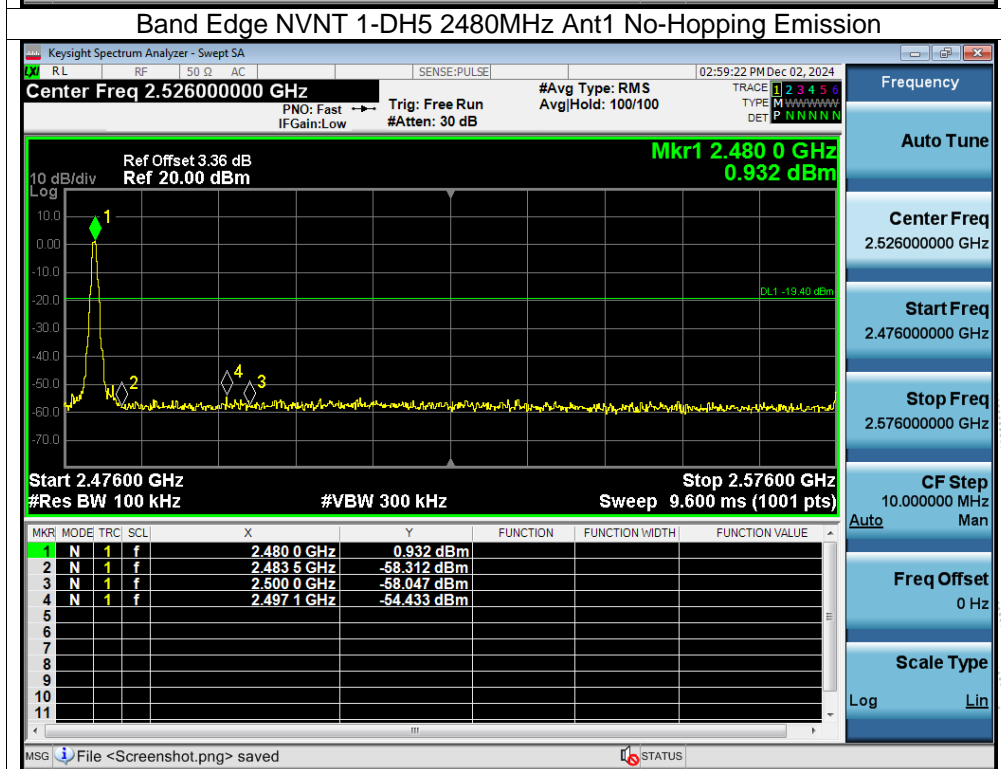 Band Edge NVNT 1-DH5 2480MHz Ant1 No-Hopping Emission
Keysight Spectrum Analyzer - Swept SA
LXI RL RF 50 Ω AC SENSE:PULSE 02:59:22 PM Dec 02, 2024
Center Freq 2.526000000 GHz #Avg Type: RMS TRACE 1 2 3 4 5 6
PNO: Fast Trig: Free Run Avg|Hold: 100/100 TYPE M WWWWW
IFGain:Low #Atten: 30 dB DET P N N N N N
Mkr1 2.480 0 GHz
Ref Offset 3.36 dB
10 dB/div Ref 20.00 dBm 0.932 dBm
Log
10.0
1
0.00
-10.0
DL1 -19.40 dBm
-20.0
-30.0
-40.0
-50.0 2 4 3
-60.0
-70.0
Start 2.47600 GHz Stop 2.57600 GHz
#Res BW 100 kHz #VBW 300 kHz Sweep 9.600 ms (1001 pts)
MKR MODE TRC SCL X Y FUNCTION FUNCTION WIDTH FUNCTION VALUE
1 N 1 f 2.480 0 GHz 0.932 dBm
2 N 1 f 2.483 5 GHz -58.312 dBm
3 N 1 f 2.500 0 GHz -58.047 dBm
4 N 1 f 2.497 1 GHz -54.433 dBm
5
6
7
8
9
10
11
MSG File <Screenshot.png> saved STATUS
Frequency
Auto Tune
Center Freq
2.526000000 GHz
Start Freq
2.476000000 GHz
Stop Freq
2.576000000 GHz
CF Step
10.000000 MHz
Auto Man
Freq Offset
0 Hz
Scale Type
Log Lin